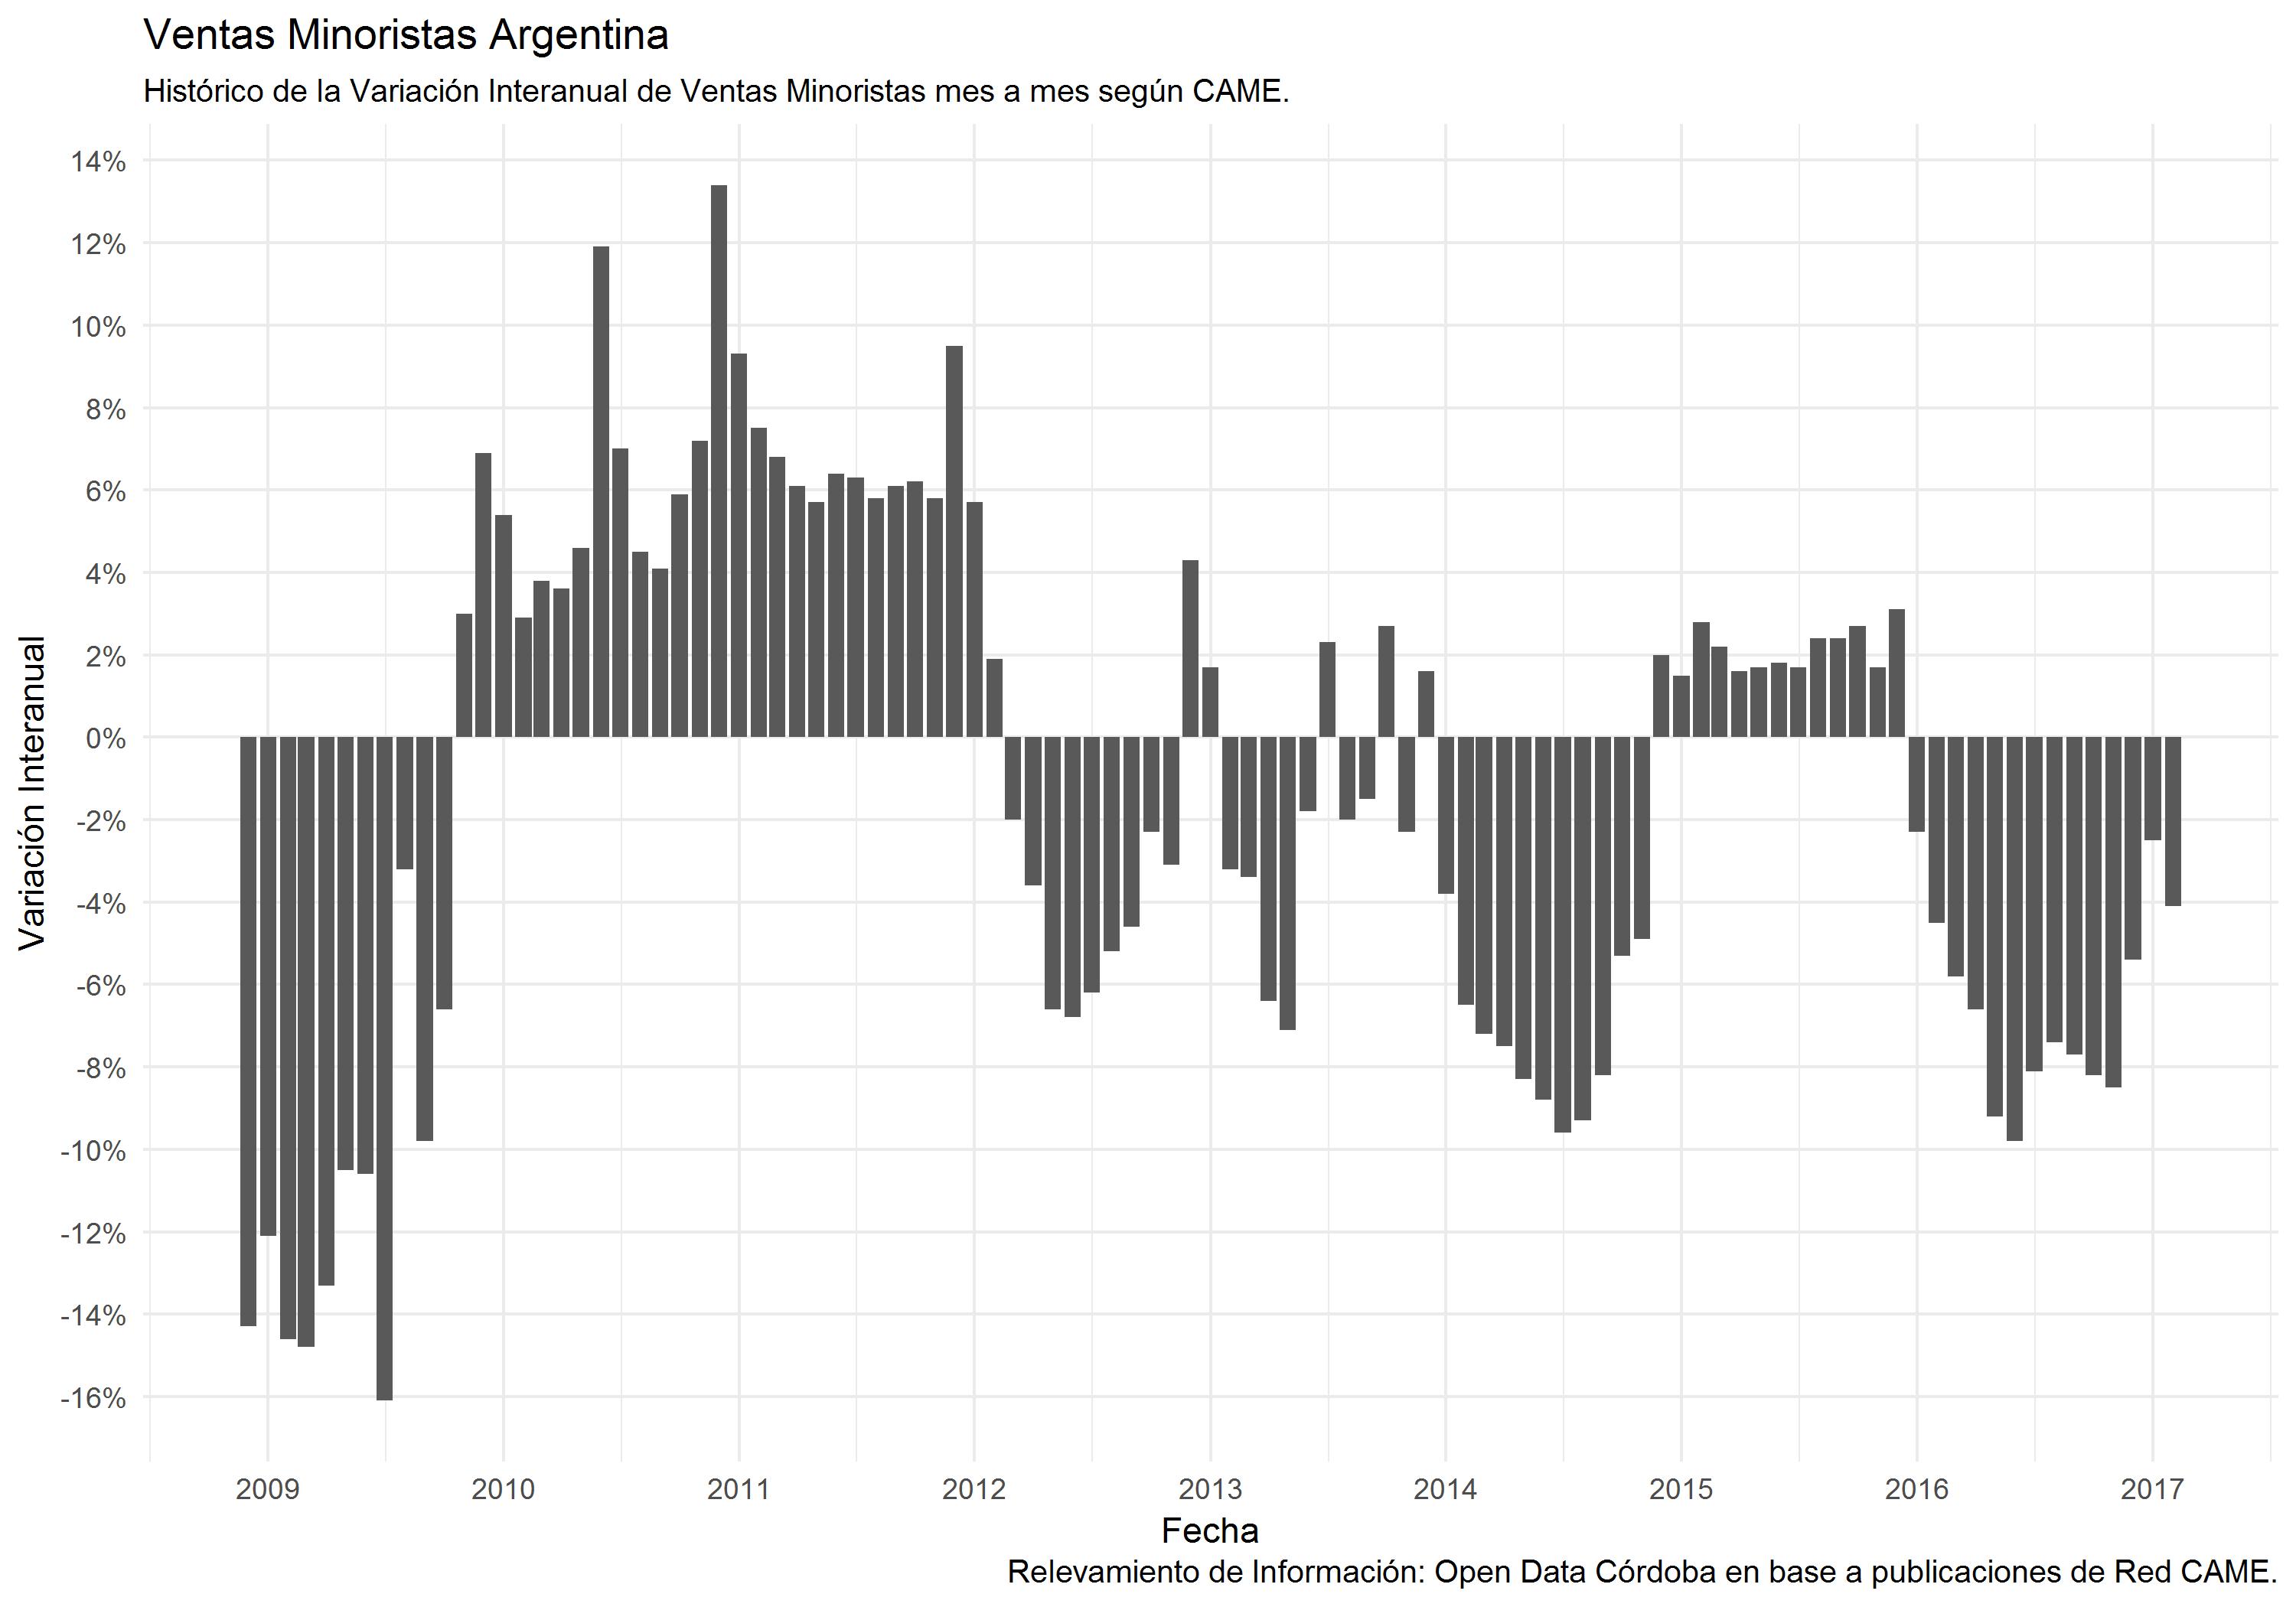 Ventas Minoristas Argentina
Histórico de la Variación Interanual de Ventas Minoristas mes a mes según CAME.
Variación Interanual
14%
12%
10%
8%
6%
4%
2%
0%
-2%
-4%
-6%
-8%
-10%
-12%
-14%
-16%
2009 2010 2011 2012 2013 2014 2015 2016 2017
Fecha
Relevamiento de Información: Open Data Córdoba en base a publicaciones de Red CAME.